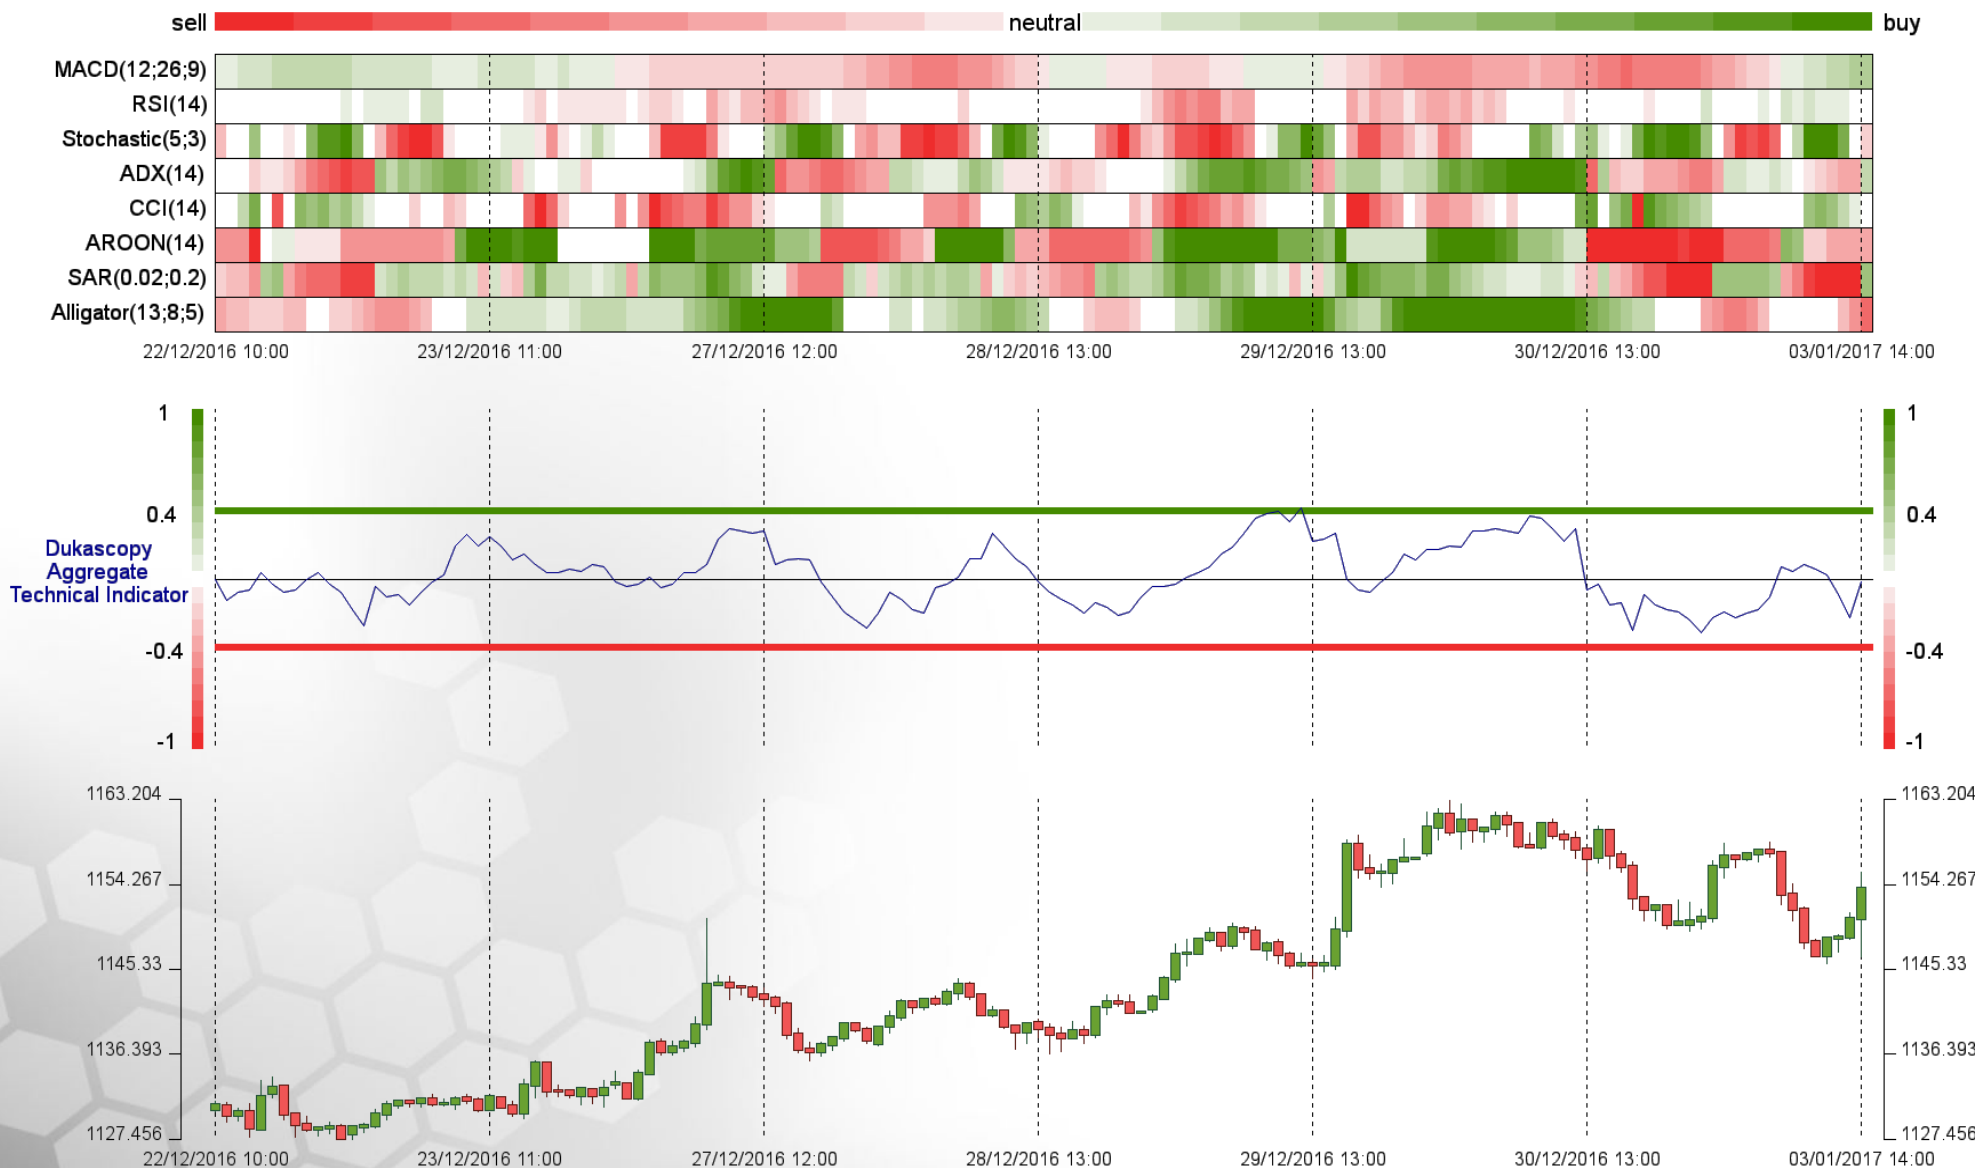 sell neutral buy
MACD(12;26;9)
RSI(14)
Stochastic(5;3)
ADX(14)
CCI(14)
AROON(14)
SAR(0.02;0.2)
Alligator(13;8;5)
22/12/2016 10:00 23/12/2016 11:00 27/12/2016 12:00 28/12/2016 13:00 29/12/2016 13:00 30/12/2016 13:00 03/01/2017 14:00
1 1
0.4 0.4
Dukascopy
Aggregate
Technical Indicator
-0.4 -0.4
-1 -1
1163.204 1163.204
1154.267 1154.267
1145.33 1145.33
1136.393 1136.393
1127.456 1127.456
22/12/2016 10:00 23/12/2016 11:00 27/12/2016 12:00 28/12/2016 13:00 29/12/2016 13:00 30/12/2016 13:00 03/01/2017 14:00